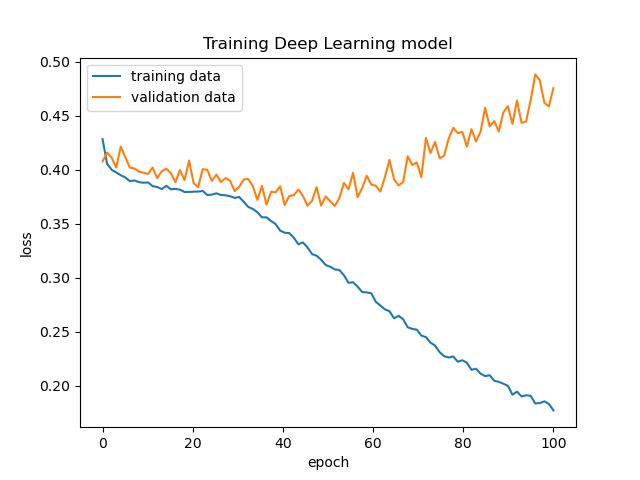 Training Deep Learning model
training data
validation data
0.50
0.45
0.40
0.35
0.30
0.25
0.20
loss
0 20 40 60 80 100
epoch